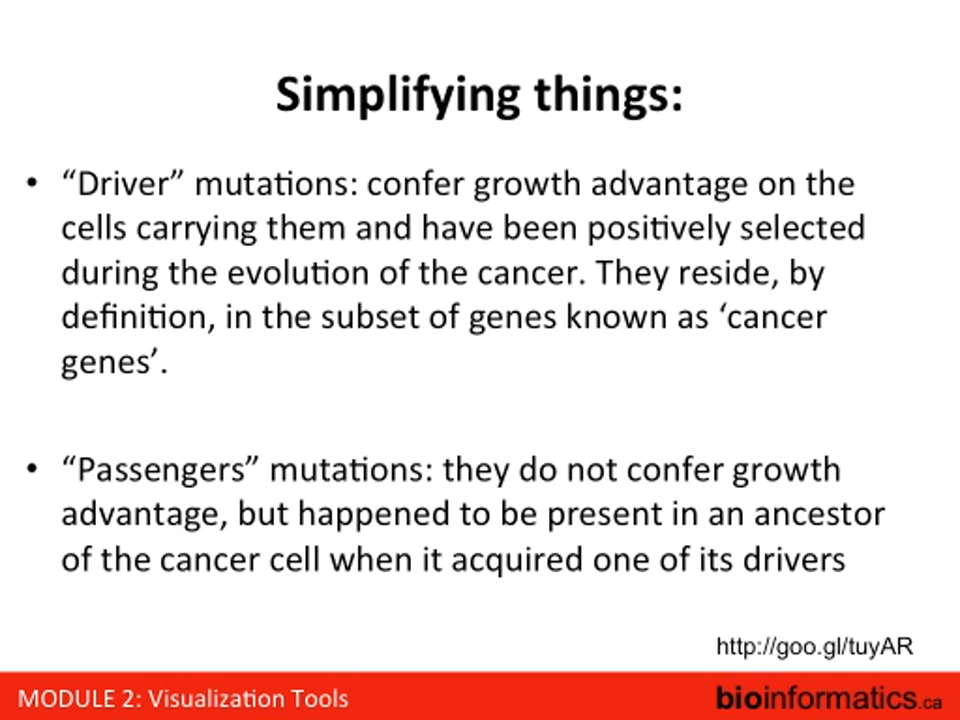 Simplifying things:
• “Driver” mutations: confer growth advantage on the
cells carrying them and have been positively selected
during the evolution of the cancer. They reside, by
definition, in the subset of genes known as ‘cancer
genes’.
• “Passengers” mutations: they do not confer growth
advantage, but happened to be present in an ancestor
of the cancer cell when it acquired one of its drivers
http://goo.gl/tuyAR
MODULE 2: Visualization Tools
bioinformatics.ca